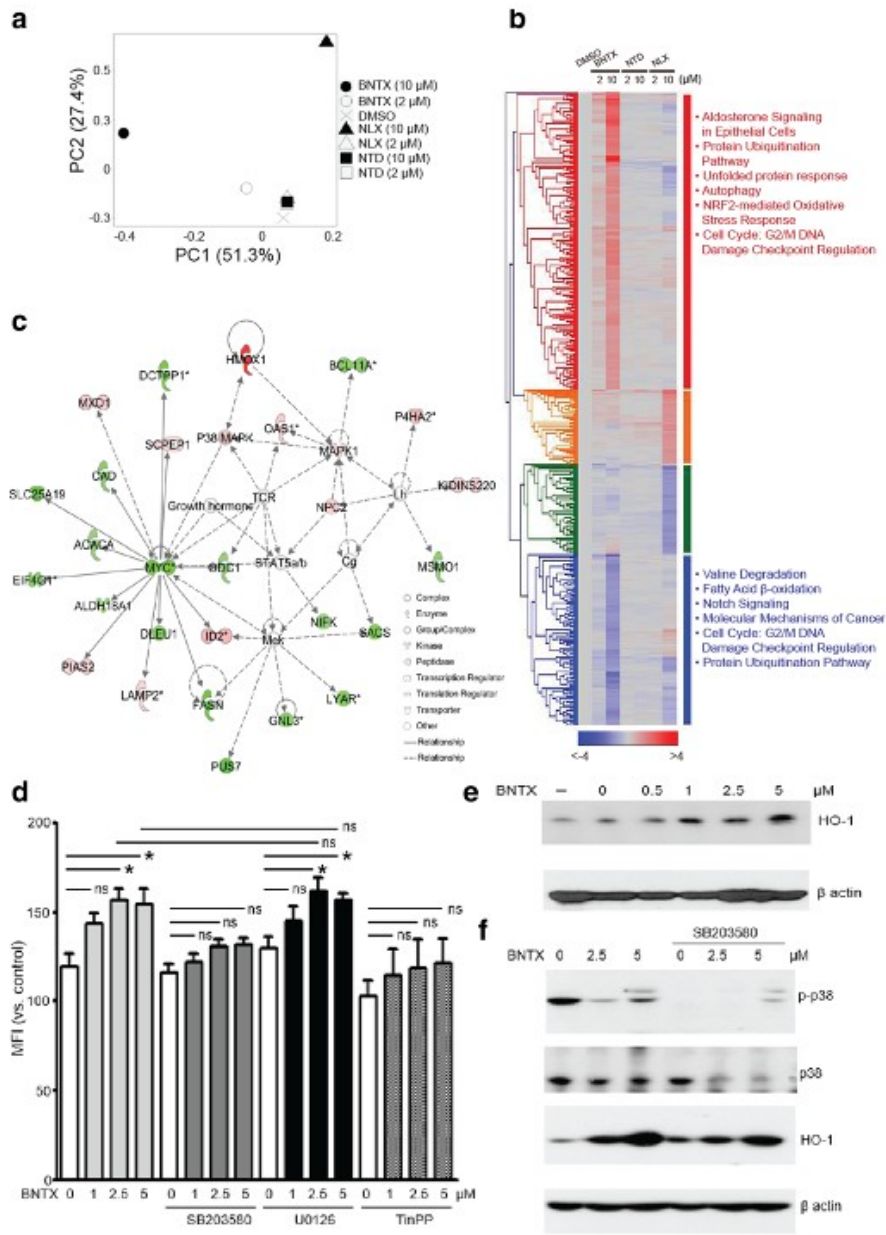 a
0.5
0.3
0
-0.3
-0.4
0
0.2
PC2 (27.4%)
PC1 (51.3%)
BNTX (10 μM)
BNTX (2 μM)
DMSO
NLX (10 μM)
NLX (2 μM)
NTD (10 μM)
NTD (2 μM)
b
DMSO
BNTX
NTD
NLX
2 10 2 10 2 10 (μM)
• Aldosterone Signaling
in Epithelial Cells
• Protein Ubiquitination
Pathway
• Unfolded protein response
• Autophagy
• NRF2-mediated Oxidative
Stress Response
• Cell Cycle: G2/M DNA
Damage Checkpoint Regulation
• Valine Degradation
• Fatty Acid β-oxidation
• Notch Signaling
• Molecular Mechanisms of Cancer
• Cell Cycle: G2/M DNA
Damage Checkpoint Regulation
• Protein Ubiquitination Pathway
<-4
>4
c
HMOX1
DCTPP1*
BCL11A*
MXD1
P38 MAPK
OAS1*
P4HA2*
SCPEP1
MAPK1
CAD
KIDINS220
SLC25A19
TCR
Lh
Growth hormone
NPC2
ACACA
MYC*
ODC1
STAT5a/b
Cg
MSMO1
EIF4G1*
ALDH18A1
DLEU1
ID2*
NIFK
Mek
SACS
PIAS2
LAMP2*
FASN
GNL3*
LYAR*
PUS7
Complex
Enzyme
Group/Complex
Kinase
Peptidase
Transcription Regulator
Translation Regulator
Transporter
Other
Relationship
Relationship
d
200
150
100
50
0
MFI (vs. control)
ns
ns
*
*
ns
ns
ns
ns
*
*
ns
ns
ns
ns
BNTX 0 1 2.5 5 0 1 2.5 5 0 1 2.5 5 0 1 2.5 5 μM
SB203580 U0126 TinPP
e
BNTX – 0 0.5 1 2.5 5 μM
HO-1
β actin
f
SB203580
BNTX 0 2.5 5 0 2.5 5 μM
p-p38
p38
HO-1
β actin